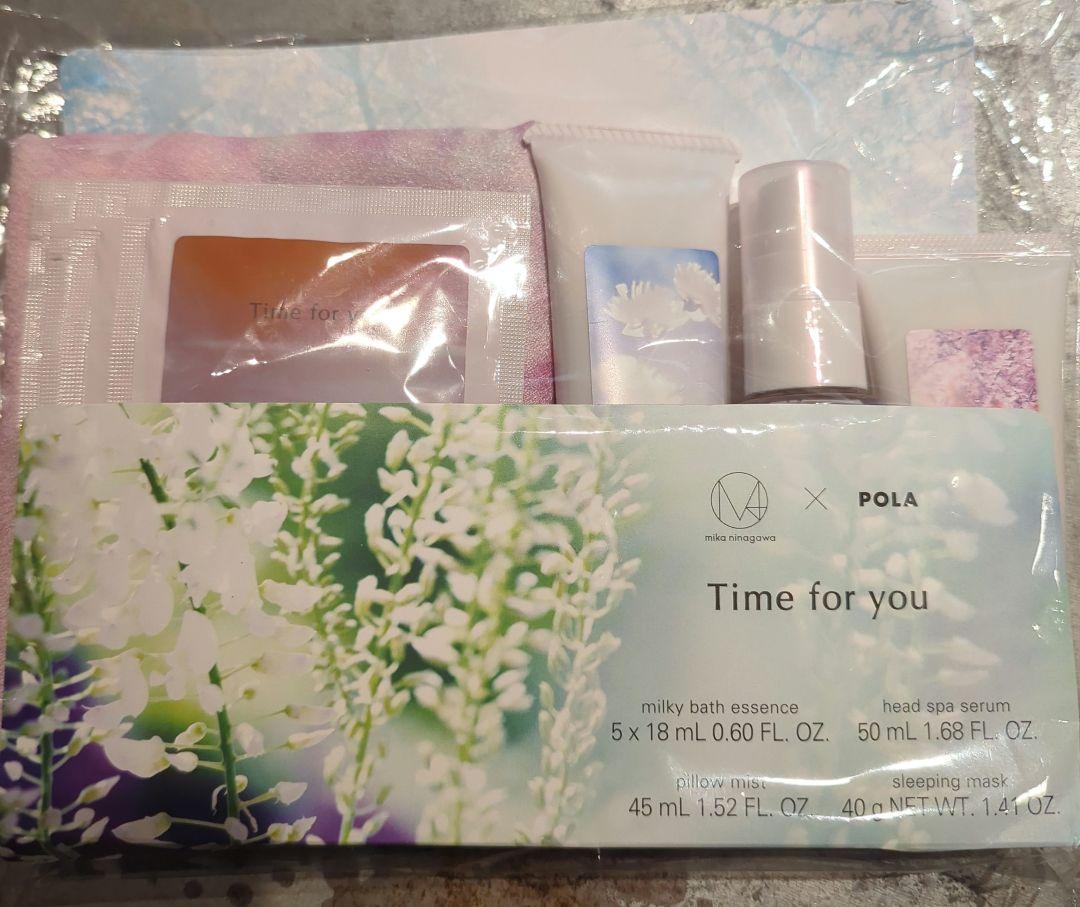 Time for y
mika ninagawa
× POLA
Time for you
milky bath essence
5 x 18 mL 0.60 FL. OZ.
head spa serum
50 mL 1.68 FL. OZ.
pillow mist
45 mL 1.52 FL. OZ.
sleeping mask
40 g NET WT. 1.41 OZ.